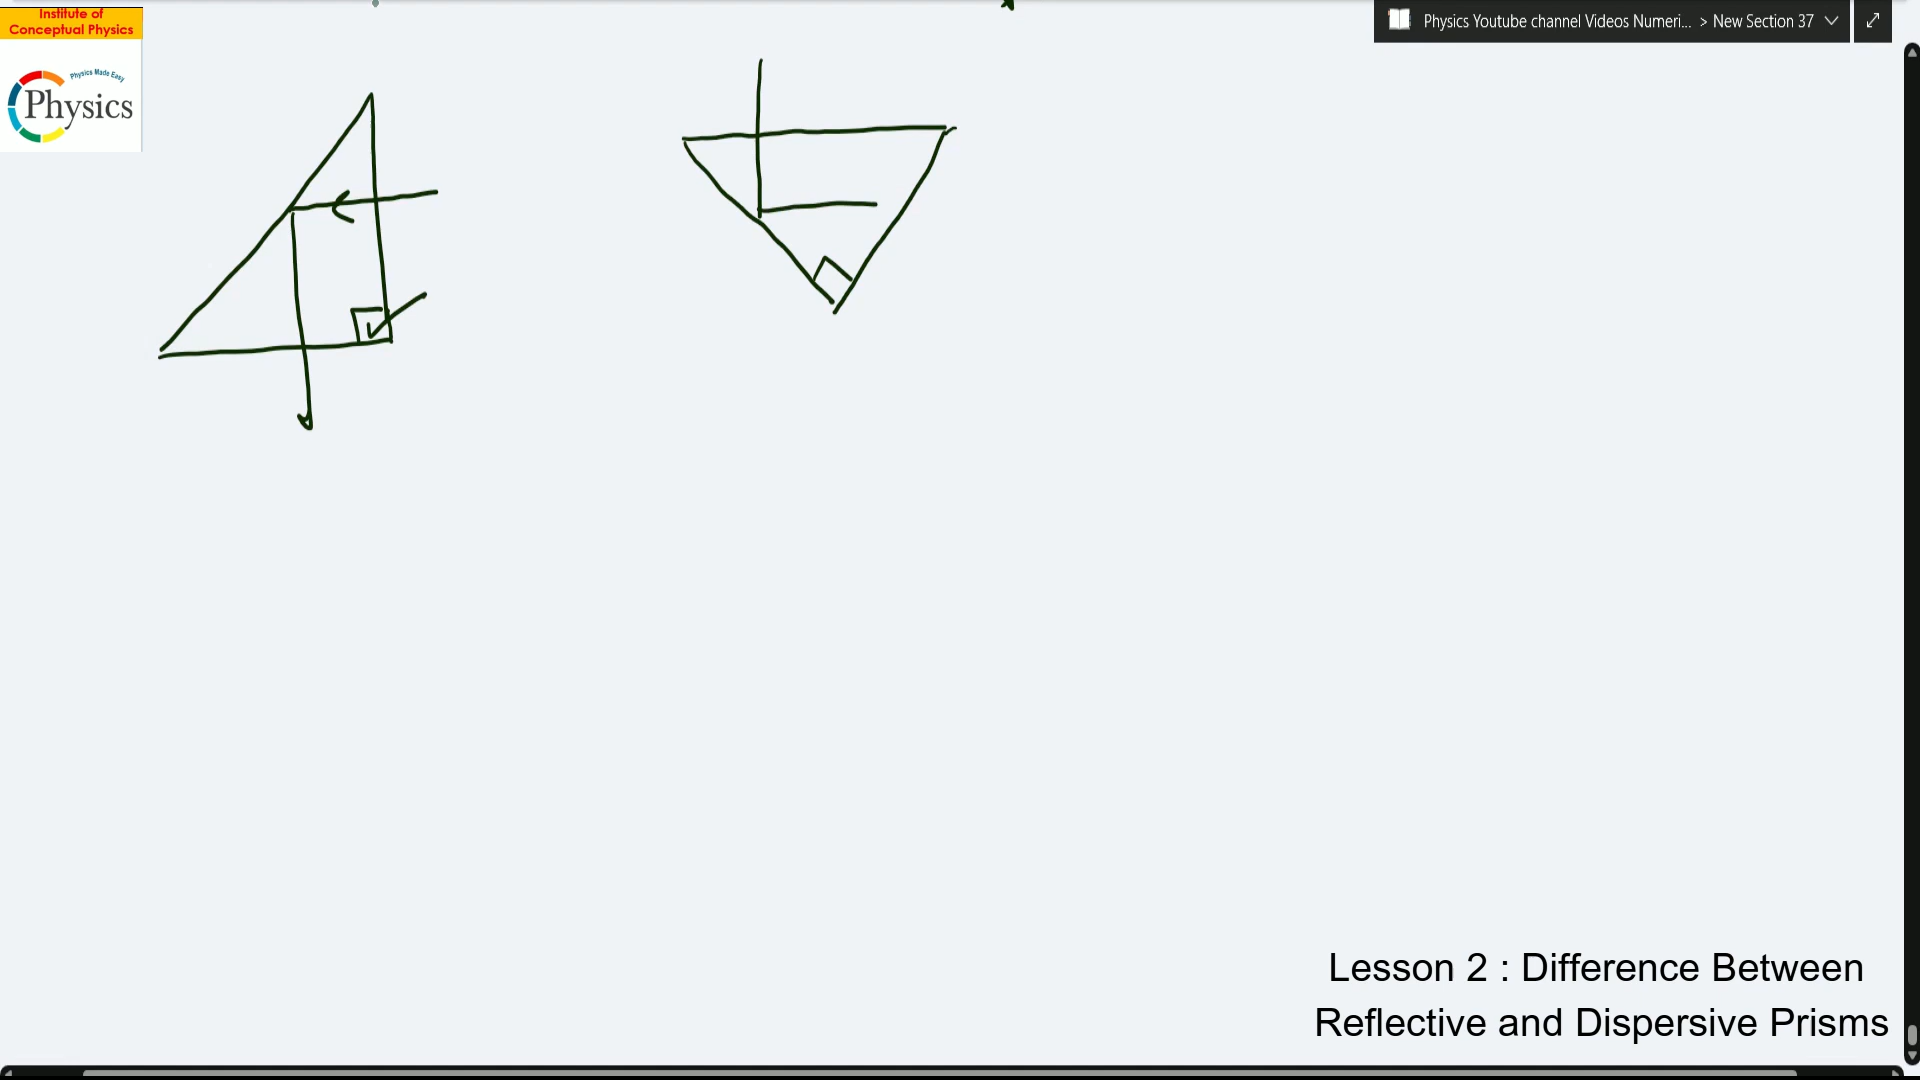 Institute of
Conceptual Physics
Physics Made Easy
Physics
Physics Youtube channel Videos Numeri... > New Section 37
Lesson 2 : Difference Between
Reflective and Dispersive Prisms